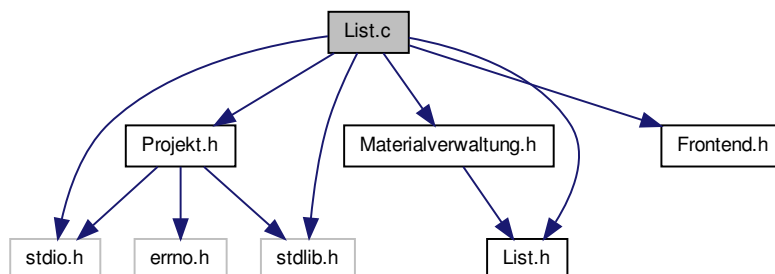 List.c
Projekt.h
Materialverwaltung.h
Frontend.h
stdio.h
errno.h
stdlib.h
List.h